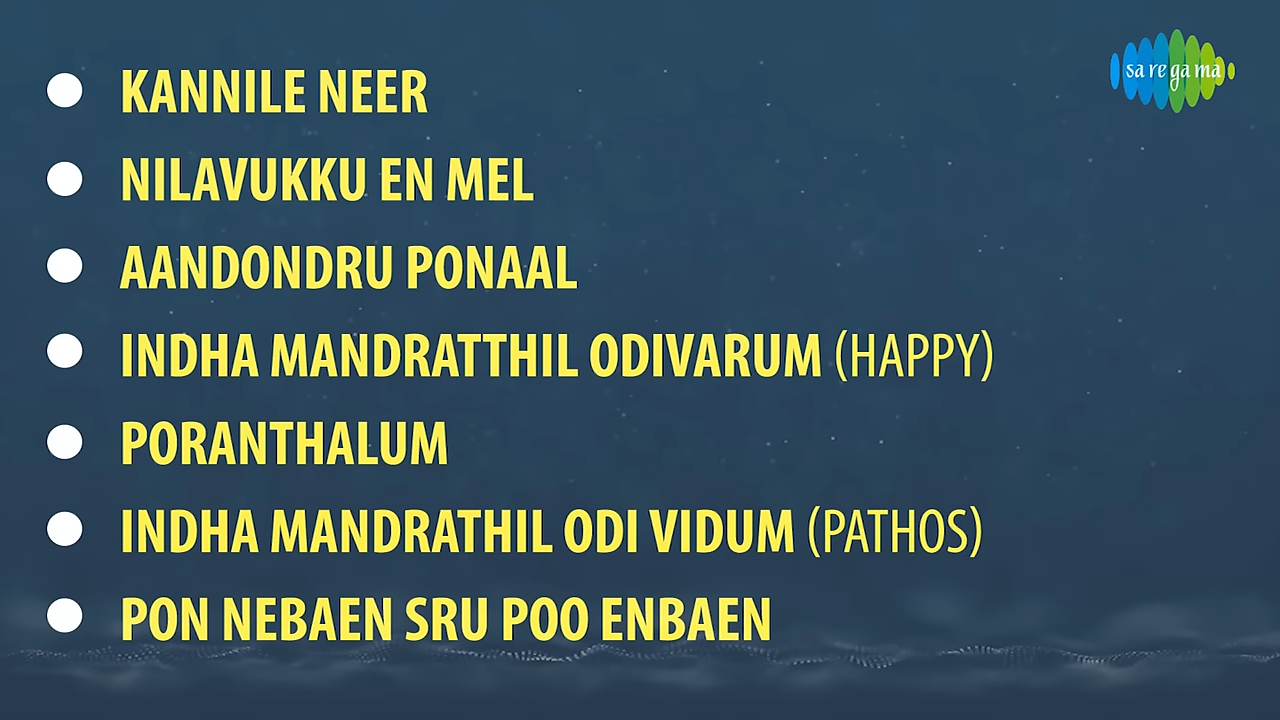 sa re ga ma
KANNILE NEER
NILAVUKKU EN MEL
AANDONDRU PONAAL
INDHA MANDRATTHIL ODIVARUM (HAPPY)
PORANTHALUM
INDHA MANDRATHIL ODI VIDUM (PATHOS)
PON NEBAEN SRU POO ENBAEN